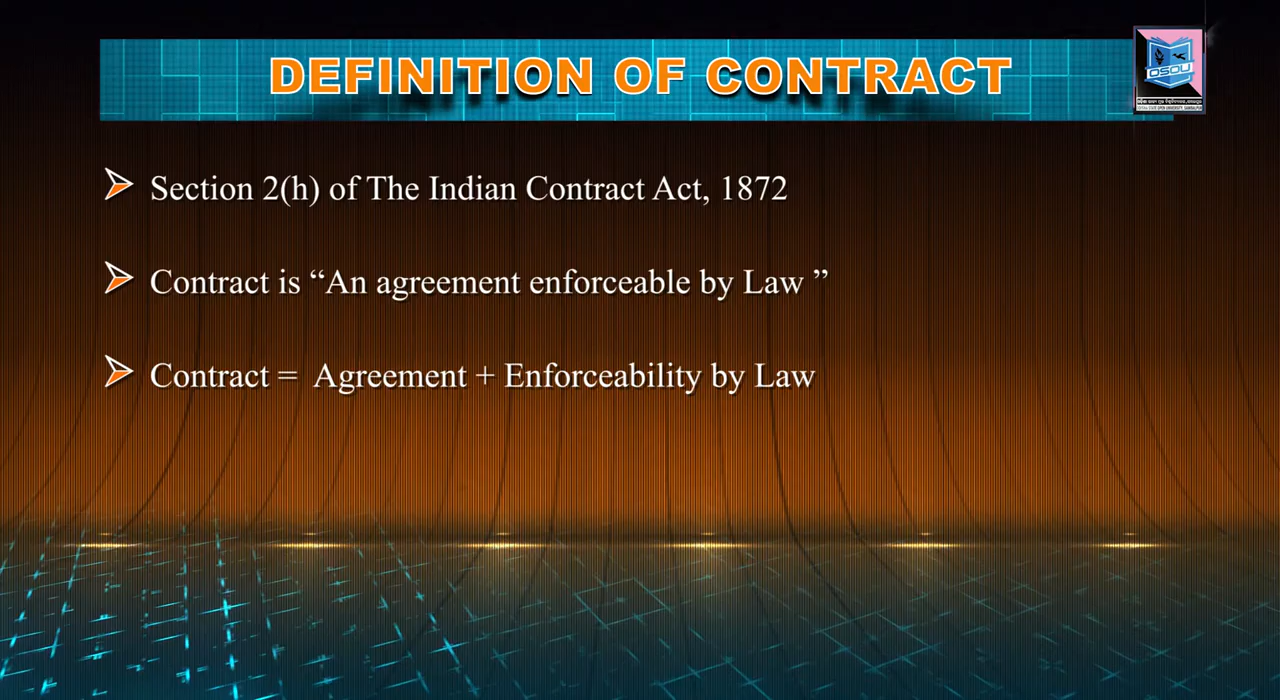 DEFINITION OF CONTRACT
OSOU
Section 2(h) of The Indian Contract Act, 1872
Contract is “An agreement enforceable by Law ”
Contract = Agreement + Enforceability by Law